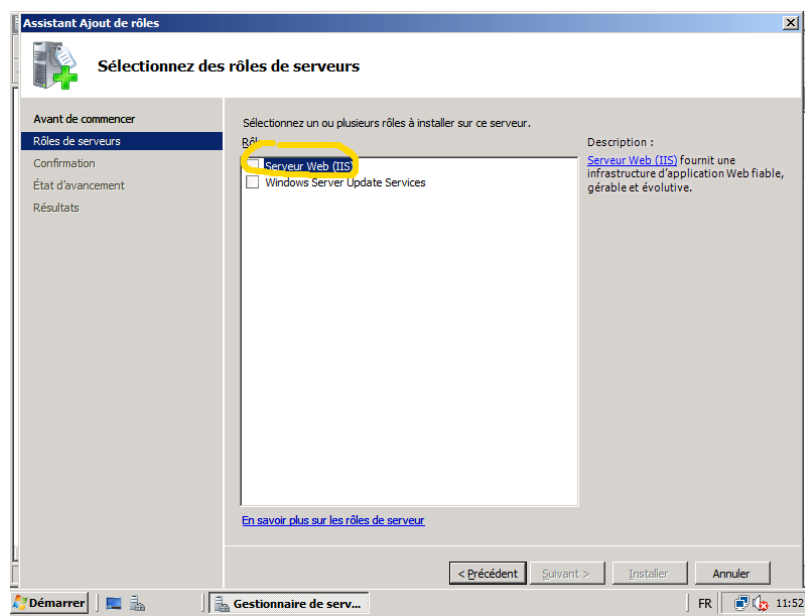 Assistant Ajout de rôles
Sélectionnez des rôles de serveurs
Avant de commencer
Rôles de serveurs
Confirmation
État d'avancement
Résultats
Sélectionnez un ou plusieurs rôles à installer sur ce serveur.
Serveur Web (IIS)
Windows Server Update Services
En savoir plus sur les rôles de serveur
Description :
Serveur Web (IIS) fournit une
infrastructure d'application Web fiable,
gérable et évolutive.
< Précédent
Suivant >
Installer
Annuler
Démarrer
Gestionnaire de serv...
FR
11:52